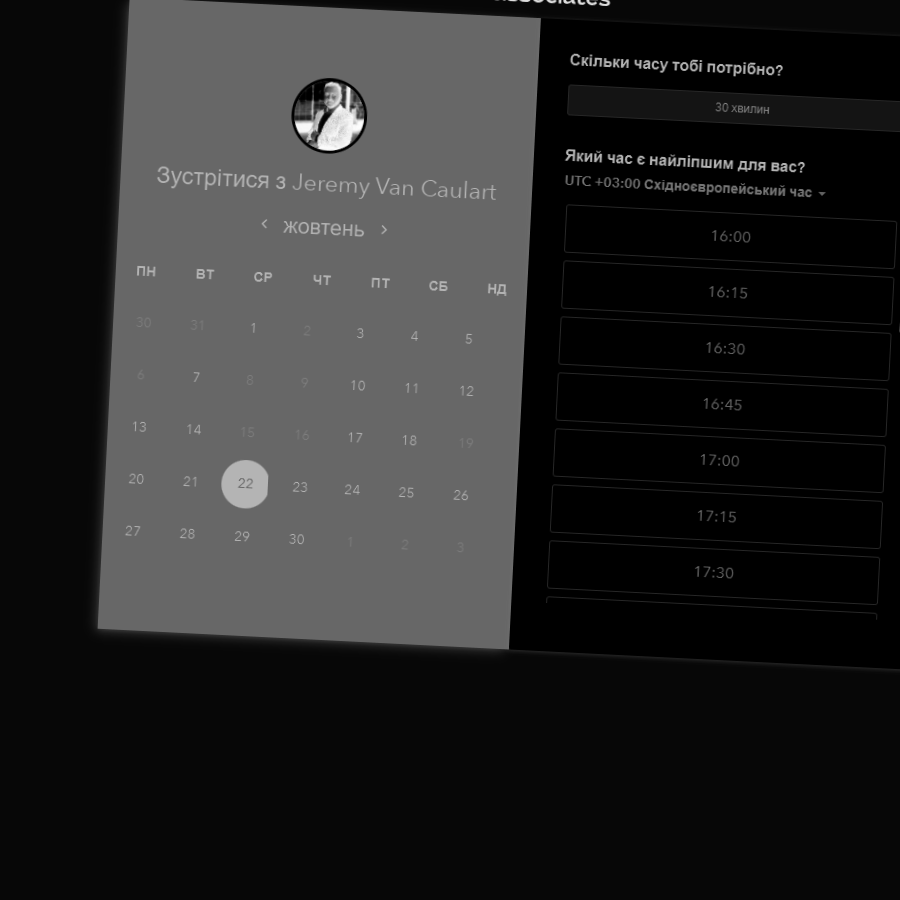 Зустрітися з Jeremy Van Caulart
‹ жовтень ›
ПН ВТ СР ЧТ ПТ СБ НД
30 31 1 2 3 4 5
6 7 8 9 10 11 12
13 14 15 16 17 18 19
20 21 22 23 24 25 26
27 28 29 30 1 2 3
Скільки часу тобі потрібно?
30 хвилин
Який час є найліпшим для вас?
UTC +03:00 Східноєвропейський час
16:00
16:15
16:30
16:45
17:00
17:15
17:30